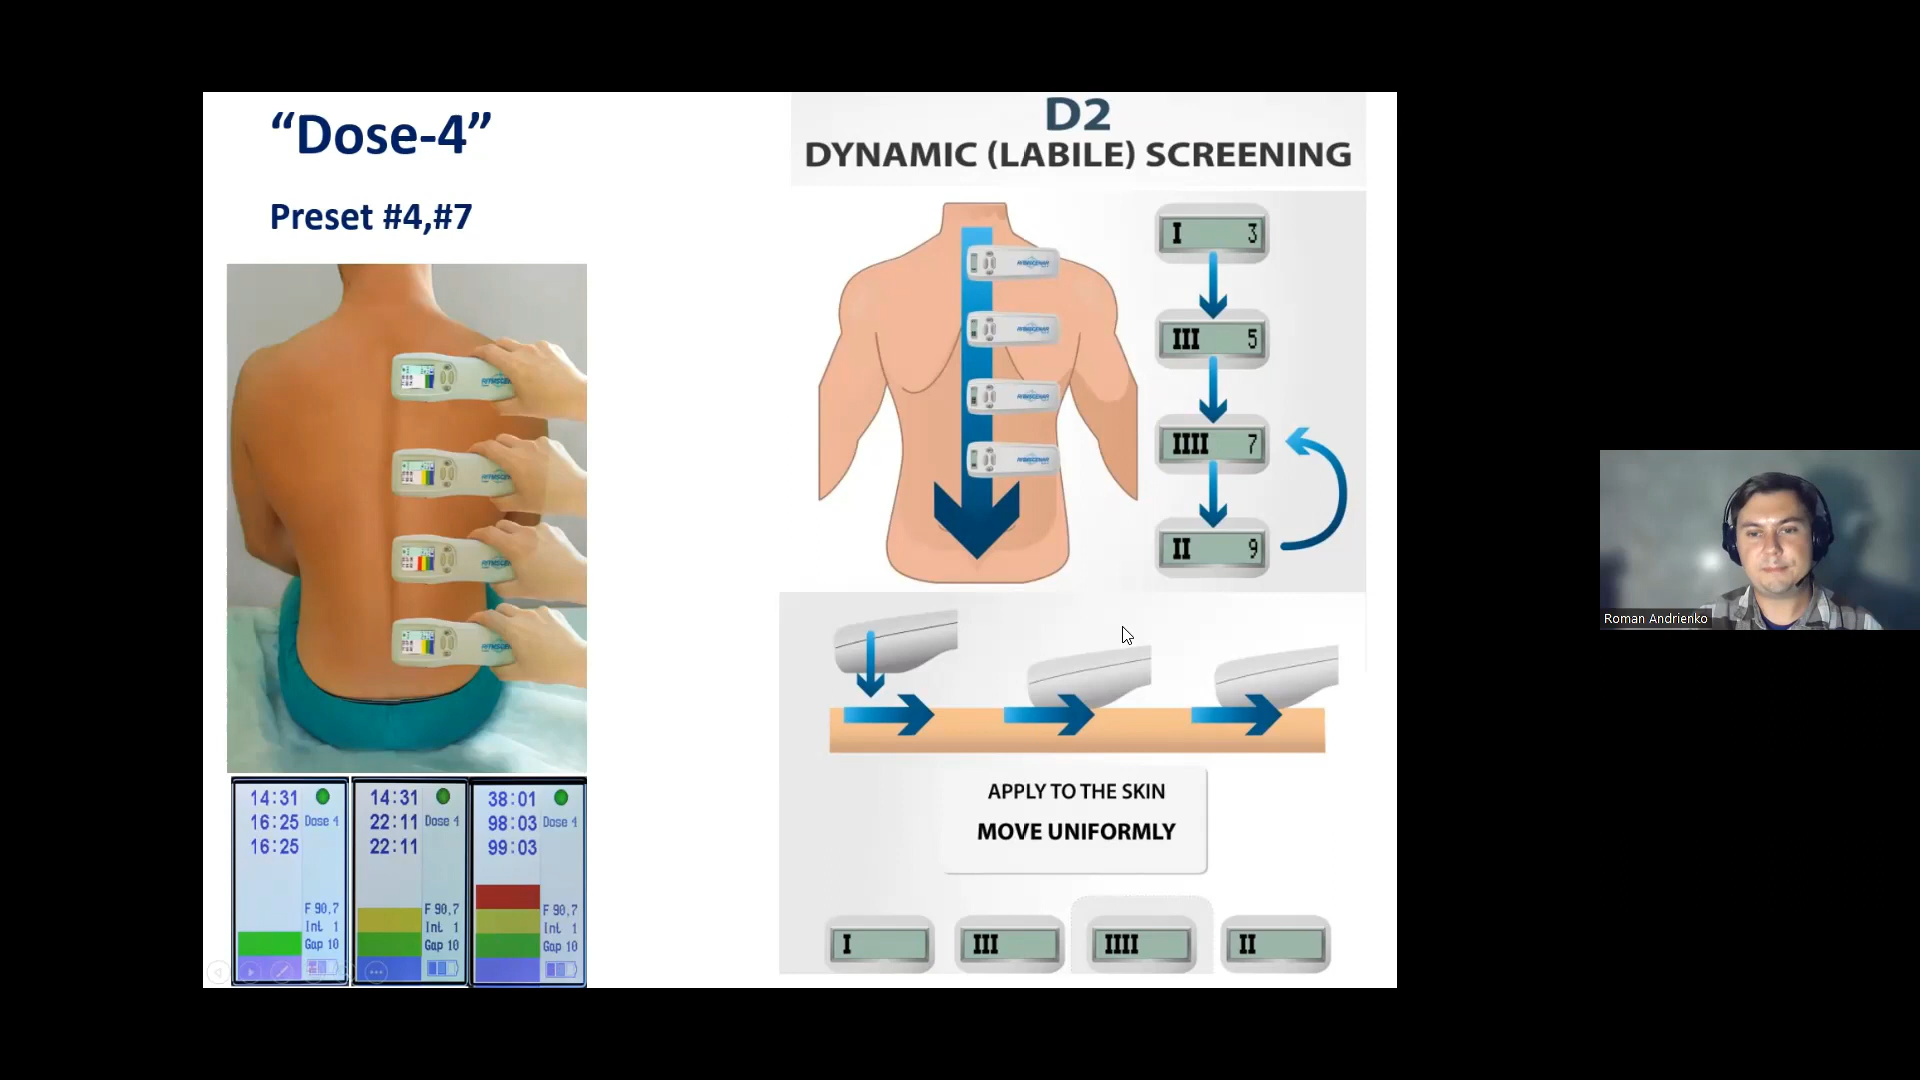 “Dose-4”
Preset #4,#7
14:31
16:25 Dose 4
16:25
F 90,7
Int 1
Gap 10
14:31
22:11 Dose 4
22:11
F 90,7
Int 1
Gap 10
38:01
98:03 Dose 4
99:03
F 90,7
Int 1
Gap 10
D2
DYNAMIC (LABILE) SCREENING
I 3
III 5
IIII 7
II 9
APPLY TO THE SKIN
MOVE UNIFORMLY
I III IIII II
Roman Andrienko